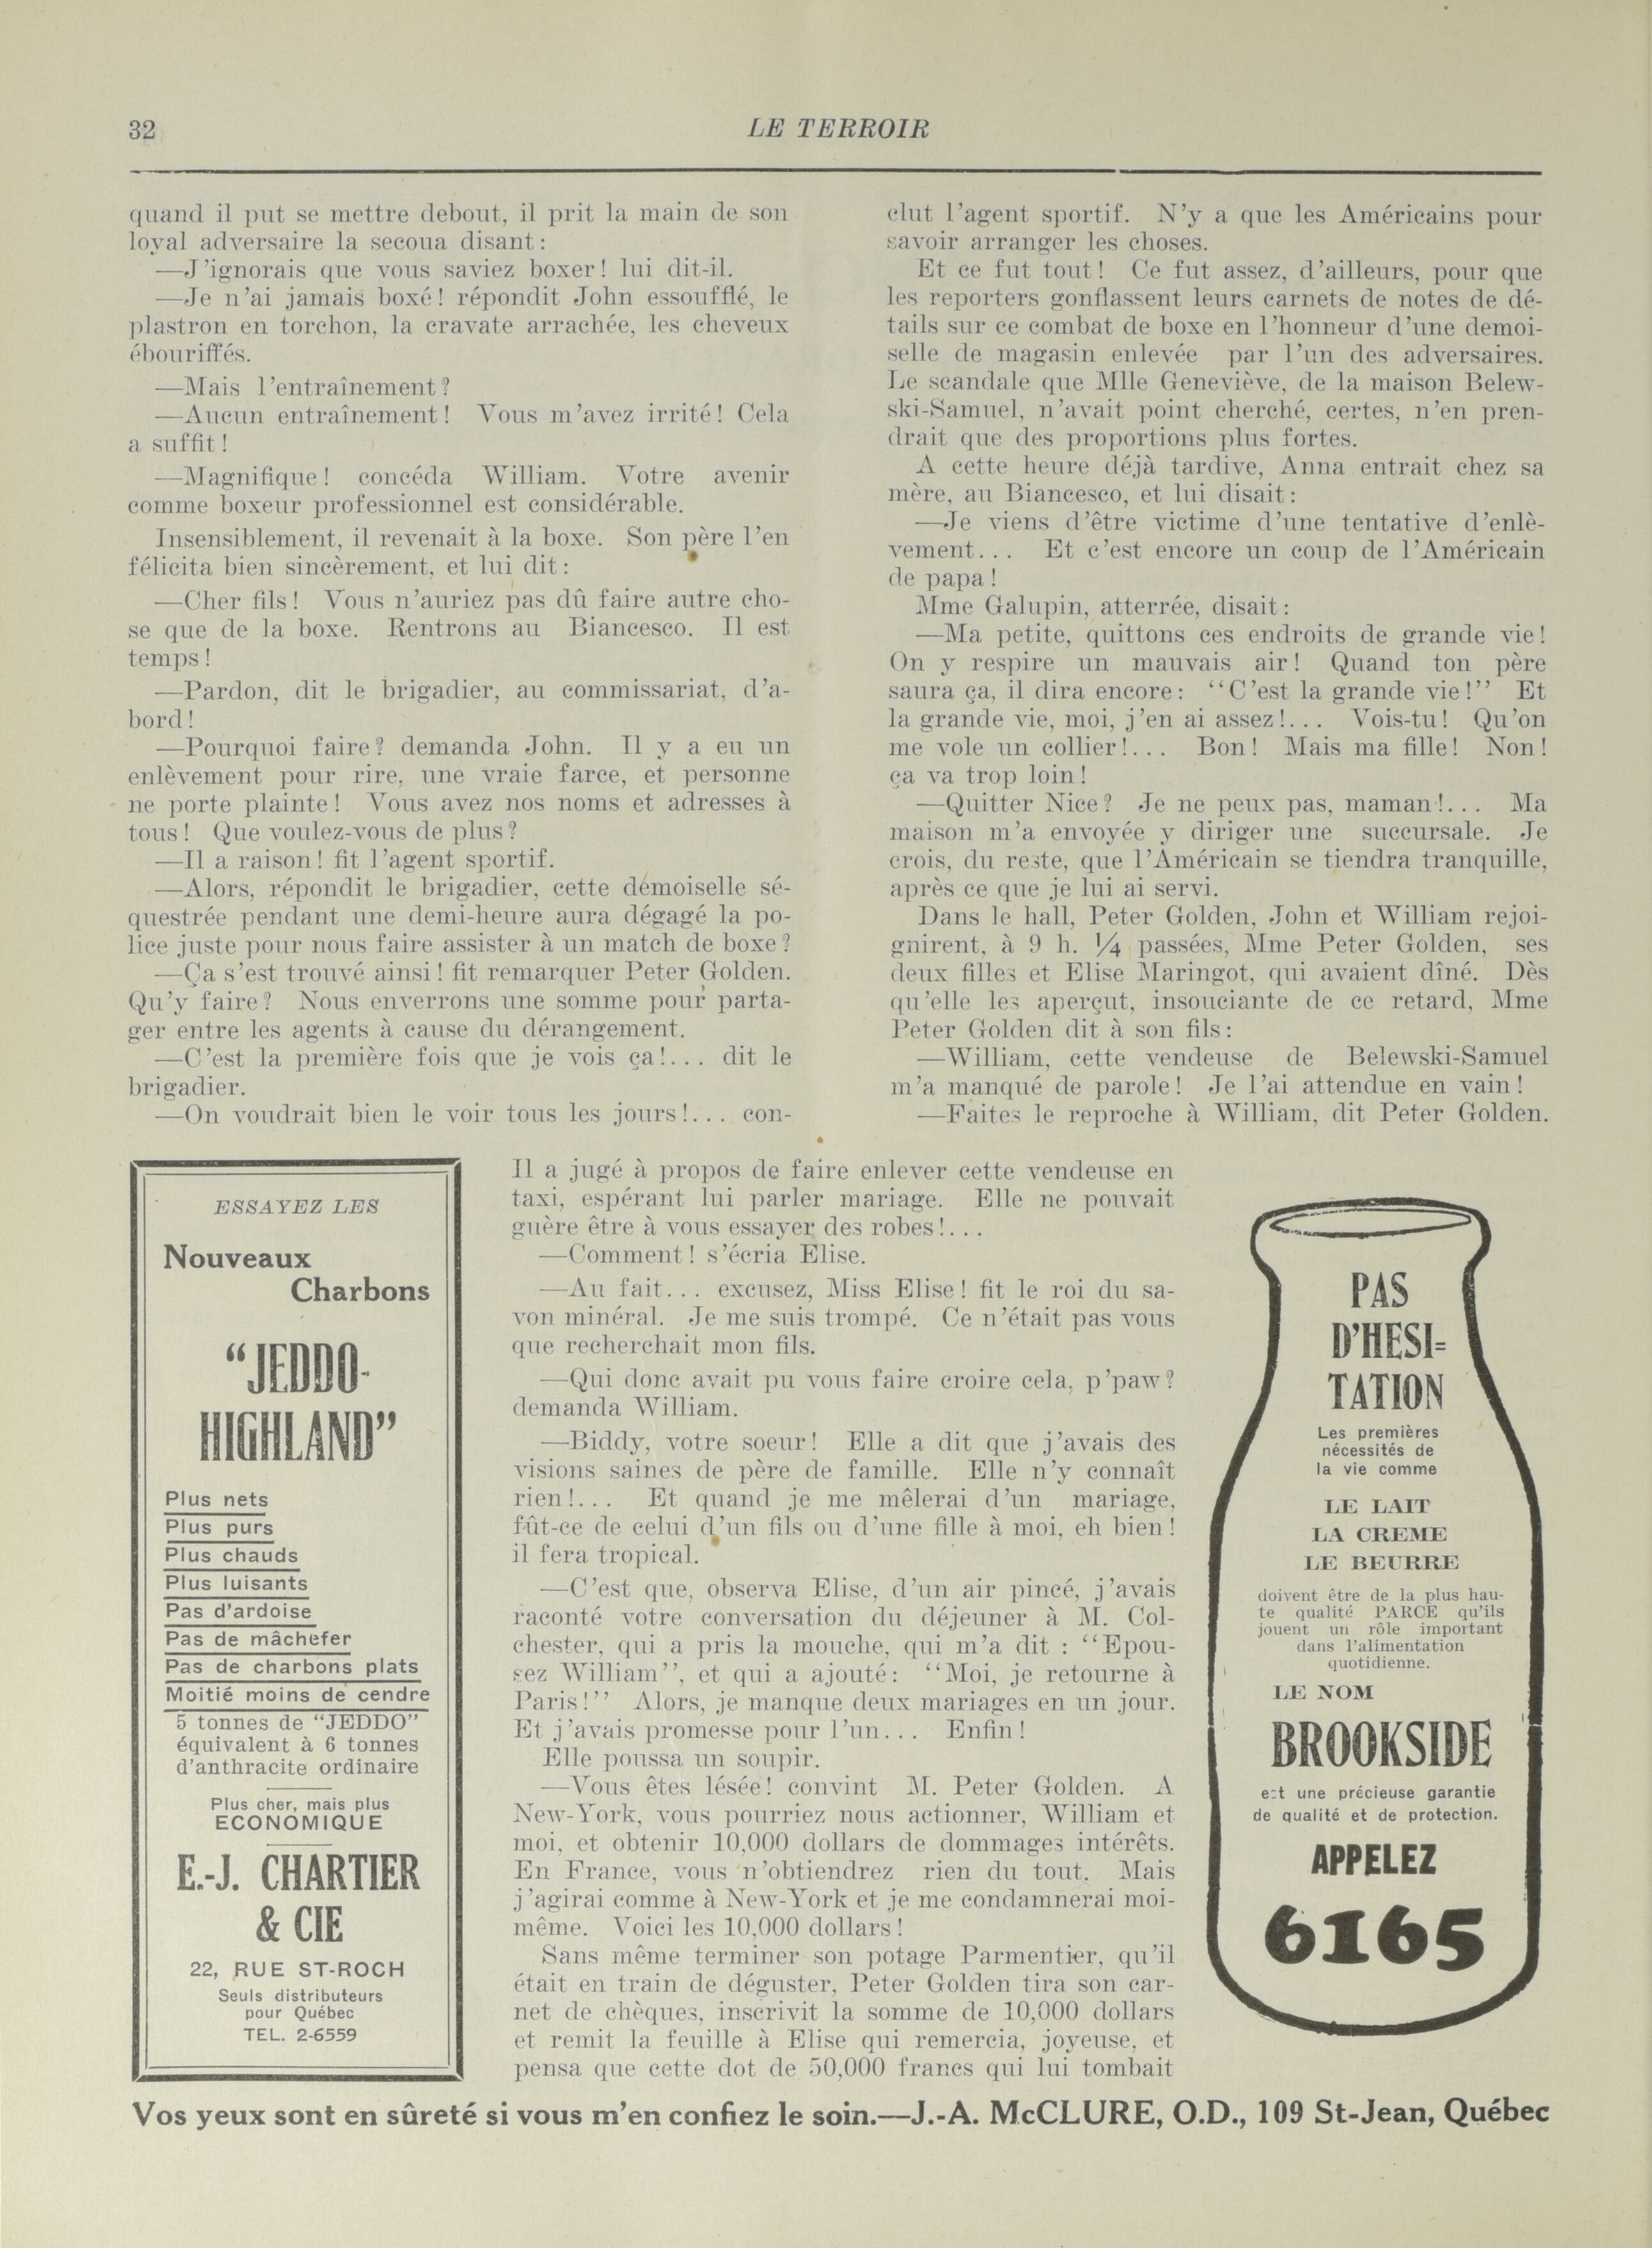 32
LE TERROIR
quand il put se mettre debout, il prit la main de son
loyal adversaire la secoua disant :
—J'ignorais que vous saviez boxer! lui dit-il.
—Je n'ai jamais boxé! répondit John essoufflé, le
plastron en torchon, la cravate arrachée, les cheveux
ébouriffés.
—Mais l'entraînement?
—Aucun entraînement! Vous m'avez irrité! Cela
a suffit!
—Magnifique! concéda William. Votre avenir
comme boxeur professionnel est considérable.
Insensiblement, il revenait à la boxe. Son père l'en
félicita bien sincèrement, et lui dit :
—Cher fils! Vous n'auriez pas dû faire autre cho-
se que de la boxe. Rentrons au Biancesco. Il est
temps!
—Pardon, dit le brigadier, au commissariat, d'a-
bord!
—Pourquoi faire? demanda John. Il y a eu un
enlèvement pour rire, une vraie farce, et personne
ne porte plainte! Vous avez nos noms et adresses à
tous! Que voulez-vous de plus?
—Il a raison! fit l'agent sportif.
—Alors, répondit le brigadier, cette demoiselle sé-
questrée pendant une demi-heure aura dégagé la po-
lice juste pour nous faire assister à un match de boxe?
—Ça s'est trouvé ainsi! fit remarquer Peter Golden.
Qu'y faire? Nous enverrons une somme pour parta-
ger entre les agents à cause du dérangement.
—C'est la première fois que je vois ça!... dit le
brigadier.
—On voudrait bien le voir tous les jours!... con-
clut l'agent sportif. N'y a que les Américains pour
savoir arranger les choses.
Et ce fut tout! Ce fut assez, d'ailleurs, pour que
les reporters gonflassent leurs carnets de notes de dé-
tails sur ce combat de boxe en l'honneur d'une demoi-
selle de magasin enlevée par l'un des adversaires.
Le scandale que Mlle Geneviève, de la maison Belew-
ski-Samuel, n'avait point cherché, certes, n'en pren-
drait que des proportions plus fortes.
A cette heure déjà tardive, Anna entrait chez sa
mère, au Biancesco, et lui disait :
—Je viens d'être victime d'une tentative d'enlè-
vement... Et c'est encore un coup de l'Américain
de papa!
Mme Galupin, atterrée, disait :
—Ma petite, quittons ces endroits de grande vie!
On y respire un mauvais air! Quand ton père
saura ça, il dira encore : "C'est la grande vie!" Et
la grande vie, moi, j'en ai assez!... Vois-tu! Qu'on
me vole un collier!... Bon! Mais ma fille! Non!
ça va trop loin!
—Quitter Nice? Je ne peux pas, maman!... Ma
maison m'a envoyée y diriger une succursale. Je
crois, du reste, que l'Américain se tiendra tranquille,
après ce que je lui ai servi.
Dans le hall, Peter Golden, John et William rejoi-
gnirent, à 9 h. ¼ passées, Mme Peter Golden, ses
deux filles et Elise Maringot, qui avaient dîné. Dès
qu'elle les aperçut, insouciante de ce retard, Mme
Peter Golden dit à son fils :
—William, cette vendeuse de Belewski-Samuel
m'a manqué de parole! Je l'ai attendue en vain!
—Faites le reproche à William, dit Peter Golden.
Il a jugé à propos de faire enlever cette vendeuse en
taxi, espérant lui parler mariage. Elle ne pouvait
guère être à vous essayer des robes!...
—Comment! s'écria Elise.
—Au fait... excusez, Miss Elise! fit le roi du sa-
von minéral. Je me suis trompé. Ce n'était pas vous
que recherchait mon fils.
—Qui donc avait pu vous faire croire cela, p'paw?
demanda William.
—Biddy, votre soeur! Elle a dit que j'avais des
visions saines de père de famille. Elle n'y connaît
rien!... Et quand je me mêlerai d'un mariage,
fût-ce de celui d'un fils ou d'une fille à moi, eh bien!
il fera tropical.
—C'est que, observa Elise, d'un air pincé, j'avais
raconté votre conversation du déjeuner à M. Col-
chester, qui a pris la mouche, qui m'a dit : "Epou-
sez William", et qui a ajouté : "Moi, je retourne à
Paris!" Alors, je manque deux mariages en un jour.
Et j'avais promesse pour l'un... Enfin!
Elle poussa un soupir.
—Vous êtes lésée! convint M. Peter Golden. A
New-York, vous pourriez nous actionner, William et
moi, et obtenir 10,000 dollars de dommages intérêts.
En France, vous n'obtiendrez rien du tout. Mais
j'agirai comme à New-York et je me condamnerai moi-
même. Voici les 10,000 dollars!
Sans même terminer son potage Parmentier, qu'il
était en train de déguster, Peter Golden tira son car-
net de chèques, inscrivit la somme de 10,000 dollars
et remit la feuille à Elise qui remercia, joyeuse, et
pensa que cette dot de 50,000 francs qui lui tombait
ESSAYEZ LES
Nouveaux
Charbons
"JEDDO-
HIGHLAND"
Plus nets
Plus purs
Plus chauds
Plus luisants
Pas d'ardoise
Pas de mâchefer
Pas de charbons plats
Moitié moins de cendre
5 tonnes de "JEDDO"
équivalent à 6 tonnes
d'anthracite ordinaire
Plus cher, mais plus
ECONOMIQUE
E.-J. CHARTIER
& CIE
22, RUE ST-ROCH
Seuls distributeurs
pour Québec
TEL. 2-6559
PAS
D'HESI-
TATION
Les premières
nécessités de
la vie comme
LE LAIT
LA CREME
LE BEURRE
doivent être de la plus hau-
te qualité PARCE qu'ils
jouent un rôle important
dans l'alimentation
quotidienne.
LE NOM
BROOKSIDE
est une précieuse garantie
de qualité et de protection.
APPELEZ
6165
Vos yeux sont en sûreté si vous m'en confiez le soin.—J.-A. McCLURE, O.D., 109 St-Jean, Québec